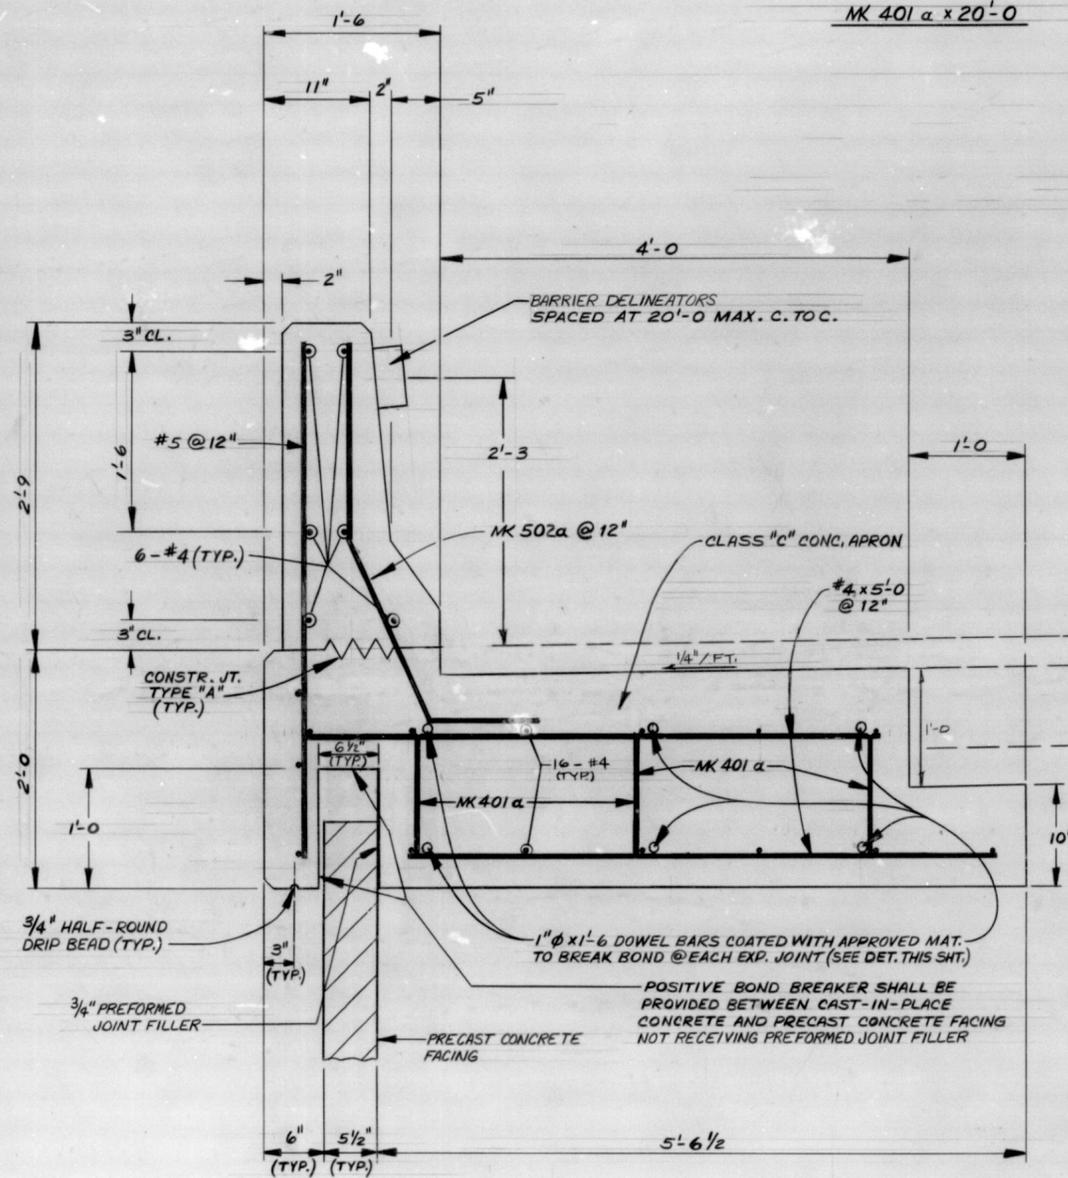 MK 401 a x 20'-0
1'-6
11"
2"
5"
4'-0
2"
BARRIER DELINEATORS
SPACED AT 20'-0 MAX. C. TO C.
3" CL.
#5 @ 12"
1'-6
2'-9
2'-3
1'-0
MK 502a @ 12"
6 - #4 (TYP.)
CLASS "C" CONC. APRON
#4 x 5'-0
@ 12"
3" CL.
1/4" / FT.
CONSTR. JT.
TYPE "A"
(TYP.)
1'-0
6 1/2"
(TYP.)
16 - #4
(TYP.)
MK 401 a
MK 401 a
2'-0
1'-0
10"
3/4" HALF-ROUND
DRIP BEAD (TYP.)
3"
(TYP.)
1" φ x 1'-6 DOWEL BARS COATED WITH APPROVED MAT.
TO BREAK BOND @ EACH EXP. JOINT (SEE DET. THIS SHT.)
3/4" PREFORMED
JOINT FILLER
POSITIVE BOND BREAKER SHALL BE
PROVIDED BETWEEN CAST-IN-PLACE
CONCRETE AND PRECAST CONCRETE FACING
NOT RECEIVING PREFORMED JOINT FILLER
PRECAST CONCRETE
FACING
6"
(TYP.)
5 1/2"
(TYP.)
5'-6 1/2